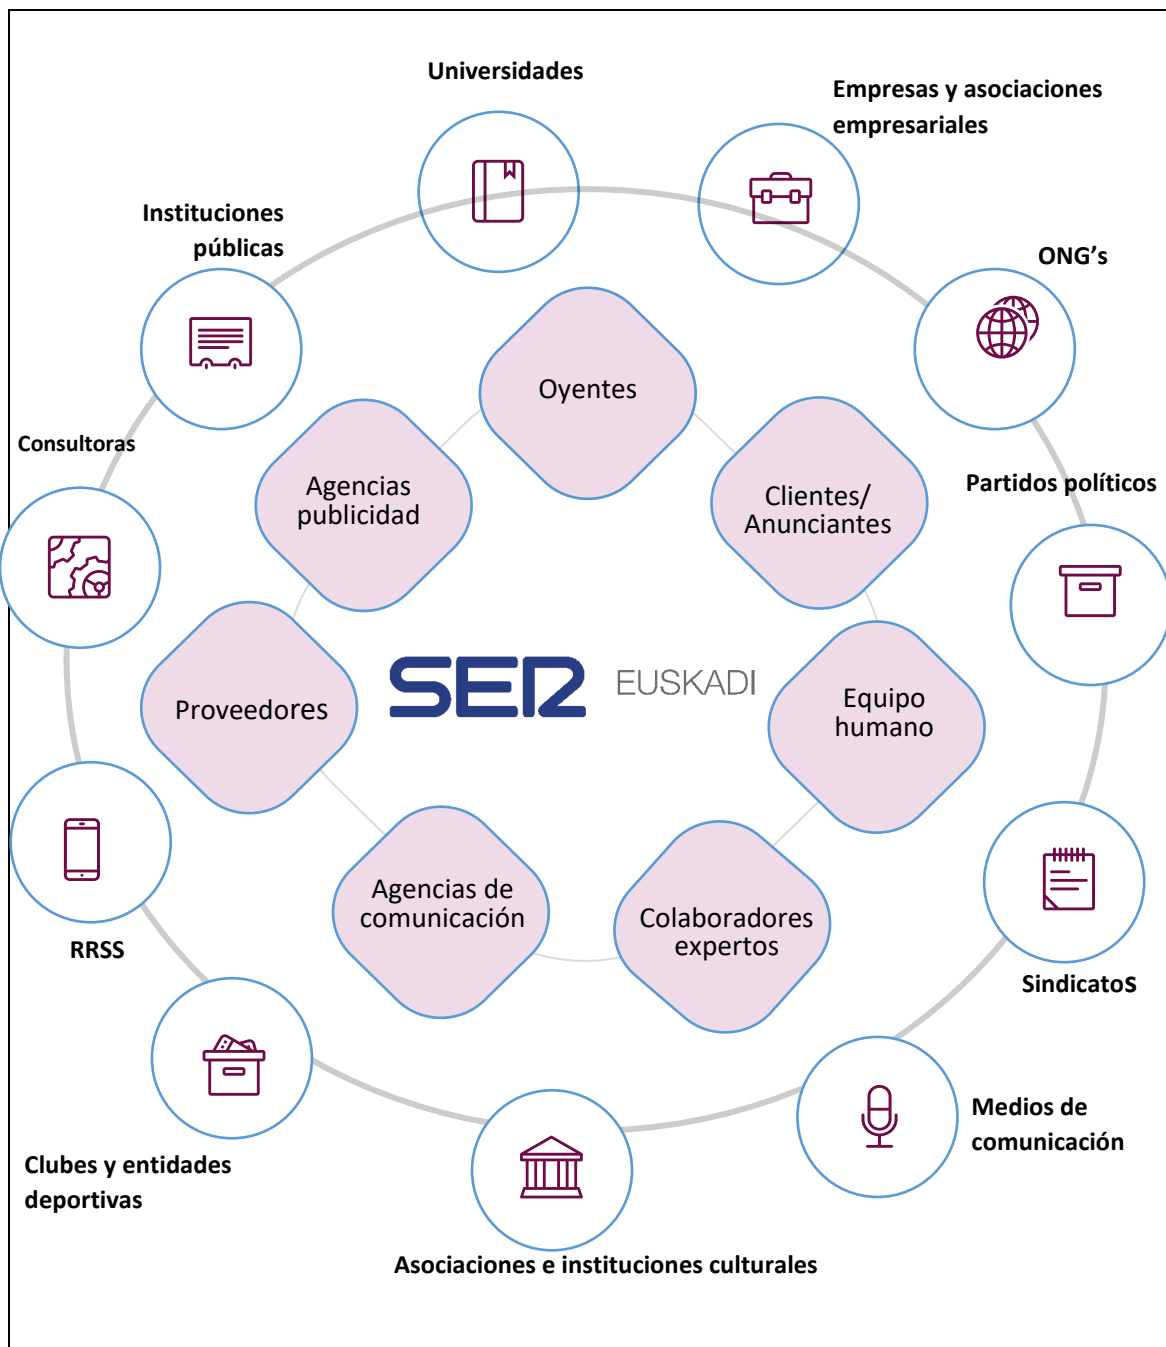 Universidades
Empresas y asociaciones
empresariales
Instituciones
públicas
ONG’s
Oyentes
Consultoras
Agencias
publicidad
Clientes/
Anunciantes
Partidos políticos
Proveedores
SER EUSKADI
Equipo
humano
Agencias de
comunicación
Colaboradores
expertos
RRSS
Sindicatos
Medios de
comunicación
Clubes y entidades
deportivas
Asociaciones e instituciones culturales